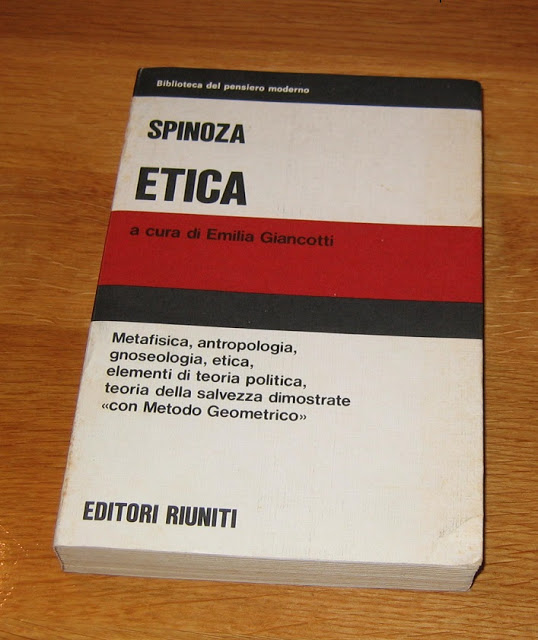 Biblioteca del pensiero moderno
SPINOZA
ETICA
a cura di Emilia Giancotti
Metafisica, antropologia,
gnoseologia, etica,
elementi di teoria politica,
teoria della salvezza dimostrate
«con Metodo Geometrico»
EDITORI RIUNITI